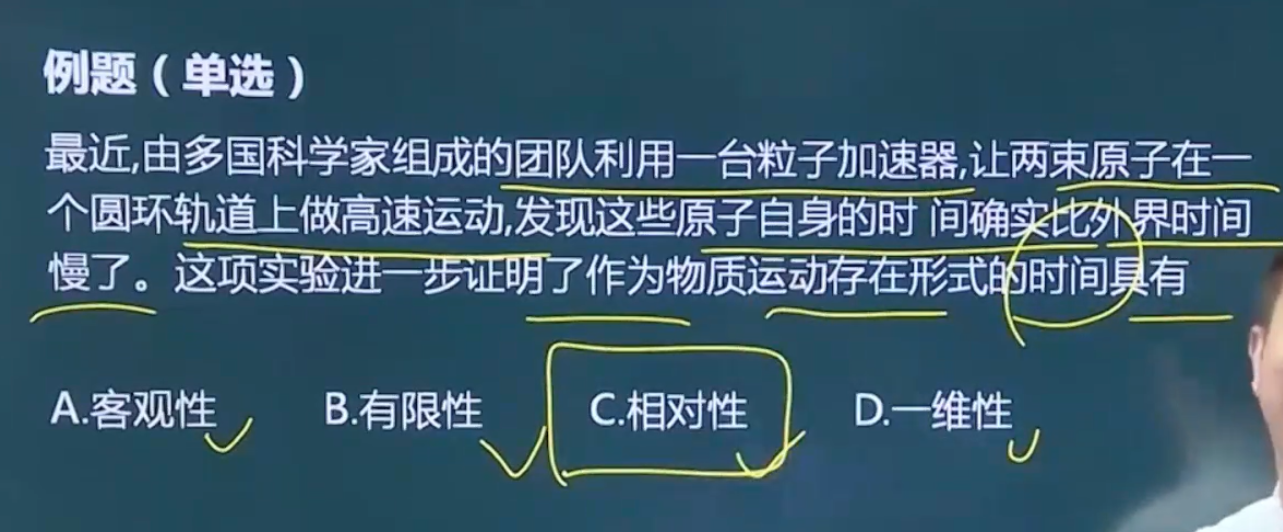 例题（单选）
最近,由多国科学家组成的团队利用一台粒子加速器,让两束原子在一
个圆环轨道上做高速运动,发现这些原子自身的时 间确实比外界时间
慢了。这项实验进一步证明了作为物质运动存在形式的时间具有
A.客观性 B.有限性 C.相对性 D.一维性